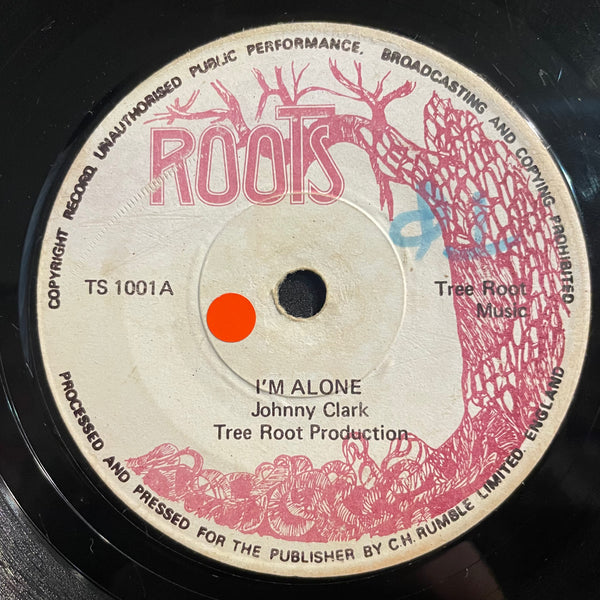 COPYRIGHT RECORD, UNAUTHORISED PUBLIC PERFORMANCE, BROADCASTING AND COPYING PROHIBITED
ROOTS
TS 1001A
Tree Root
Music
I'M ALONE
Johnny Clark
Tree Root Production
PROCESSED AND PRESSED FOR THE PUBLISHER BY C.H. RUMBLE LIMITED. ENGLAND